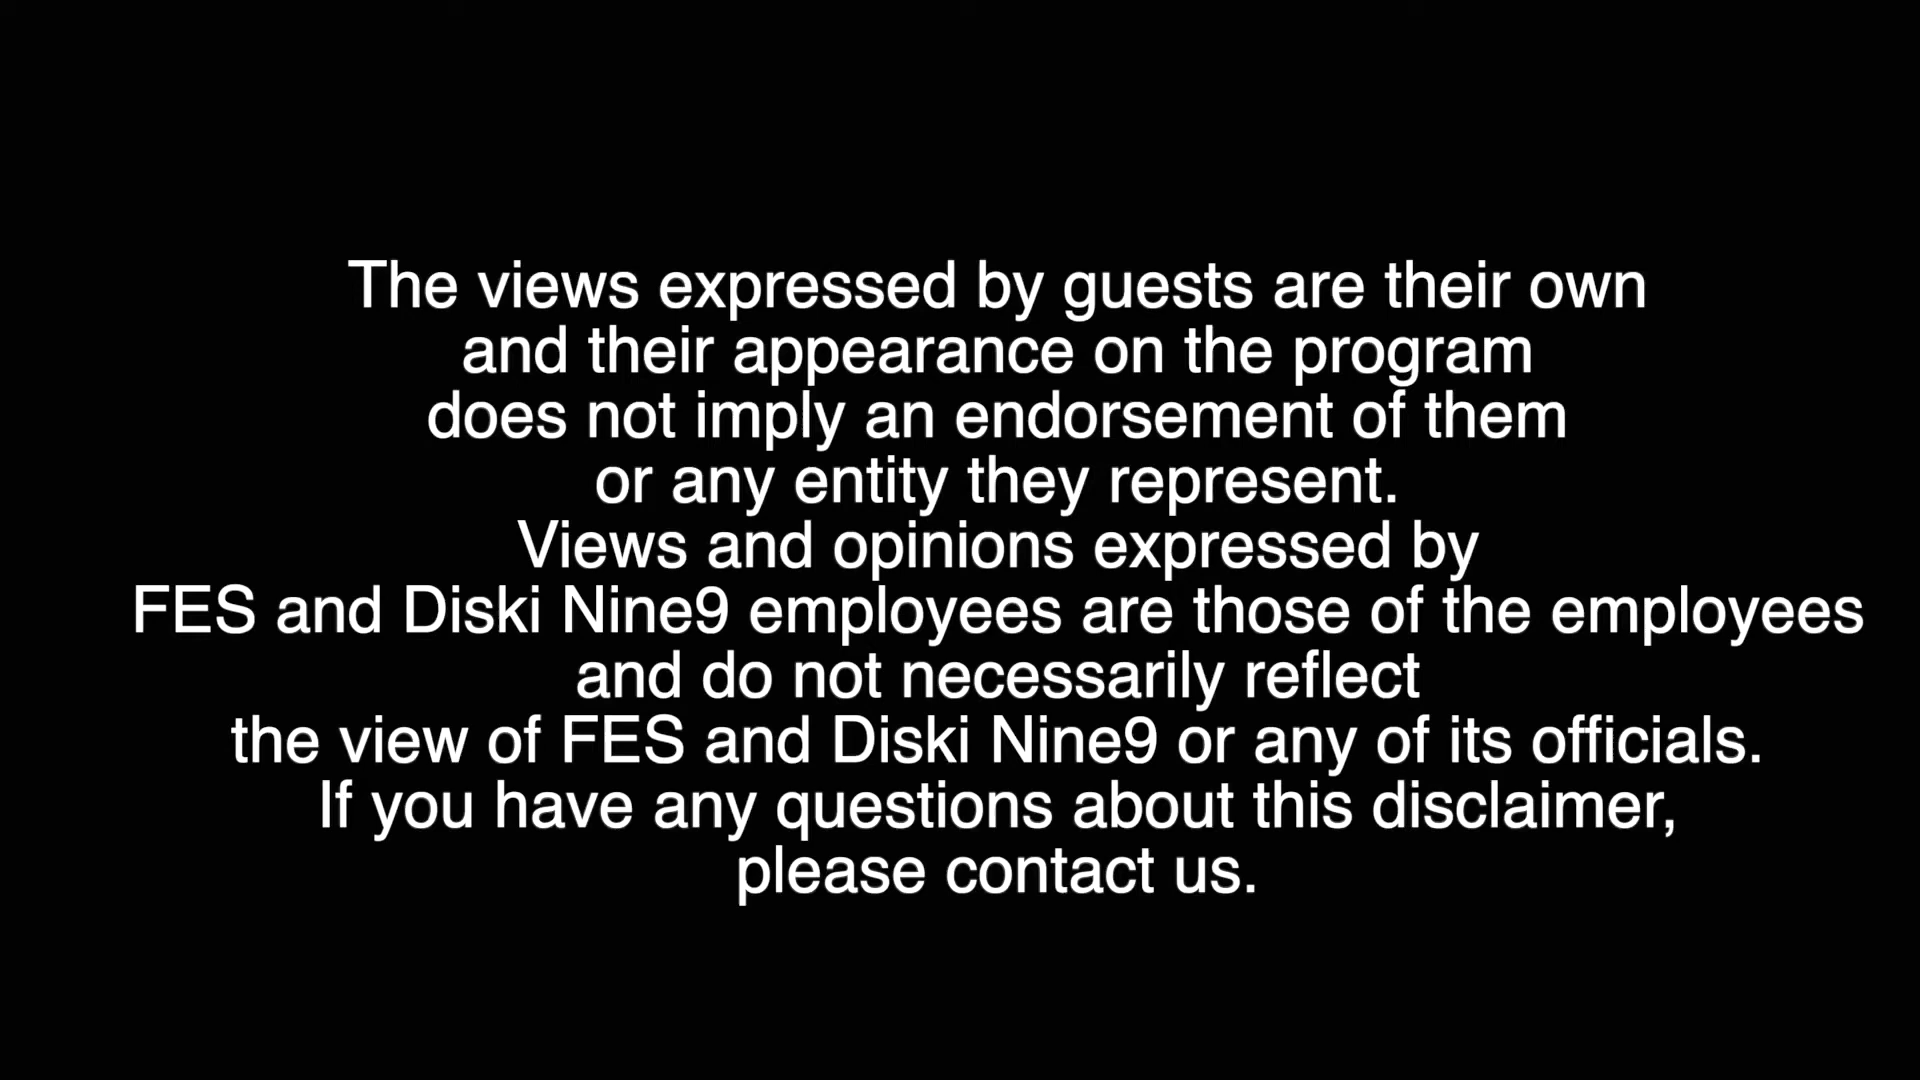 The views expressed by guests are their own
and their appearance on the program
does not imply an endorsement of them
or any entity they represent.
Views and opinions expressed by
FES and Diski Nine9 employees are those of the employees
and do not necessarily reflect
the view of FES and Diski Nine9 or any of its officials.
If you have any questions about this disclaimer,
please contact us.